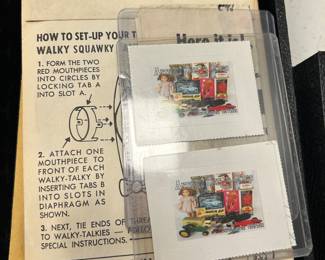 HOW TO SET-UP YOUR T
WALKY SQUAWKY
1. FORM THE TWO
RED MOUTHPIECES
INTO CIRCLES BY
LOCKING TAB A
INTO SLOT A.
2. ATTACH ONE
MOUTHPIECE TO
FRONT OF EACH
WALKY-TALKY BY
INSERTING TABS B
INTO SLOTS IN
DIAPHRAGM AS
SHOWN.
3. NEXT, TIE ENDS OF THREA
TO WALKY-TALKIES - FOLLO
SPECIAL INSTRUCTIONS.
Here it is!